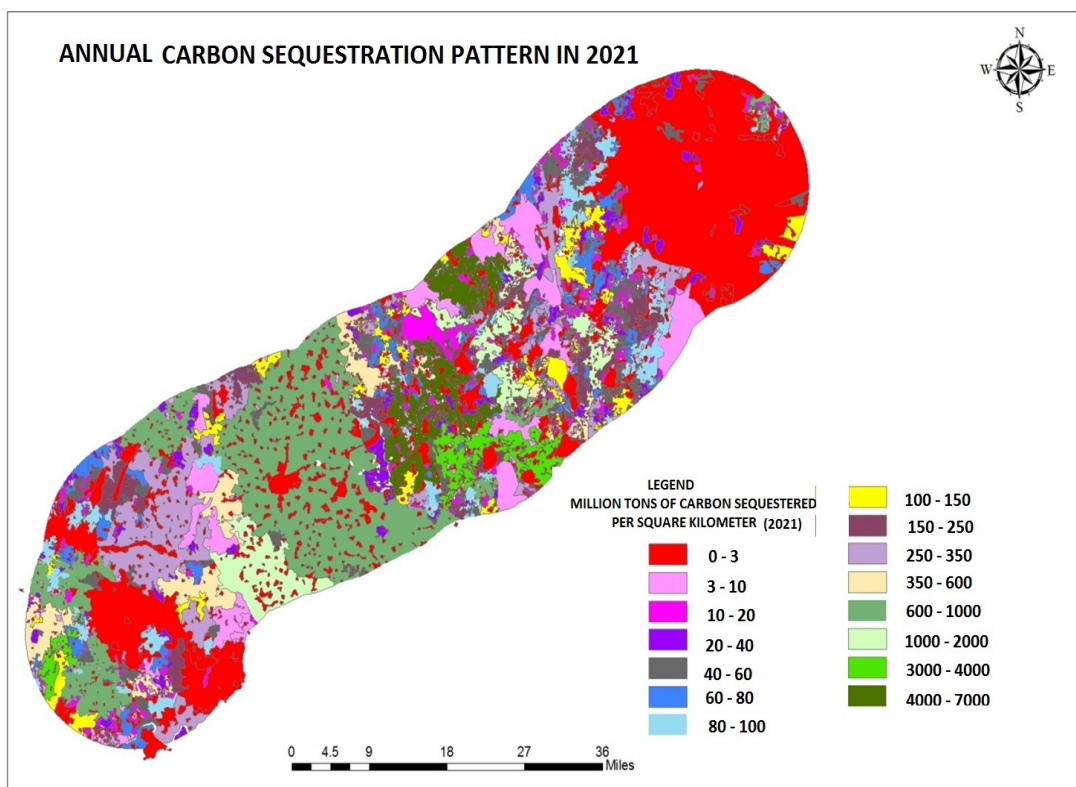 ANNUAL CARBON SEQUESTRATION PATTERN IN 2021
N
W E
S
LEGEND
MILLION TONS OF CARBON SEQUESTERED
PER SQUARE KILOMETER (2021)
0 - 3
3 - 10
10 - 20
20 - 40
40 - 60
60 - 80
80 - 100
100 - 150
150 - 250
250 - 350
350 - 600
600 - 1000
1000 - 2000
3000 - 4000
4000 - 7000
0 4.5 9 18 27 36
Miles